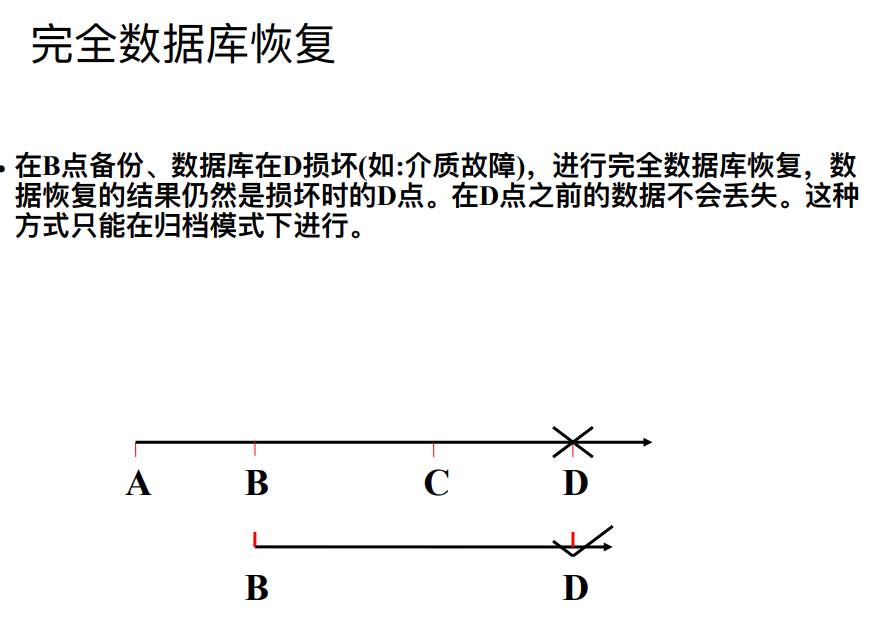 完全数据库恢复
• 在B点备份、数据库在D损坏(如:介质故障)，进行完全数据库恢复，数
据恢复的结果仍然是损坏时的D点。在D点之前的数据不会丢失。这种
方式只能在归档模式下进行。
A B C D
B D